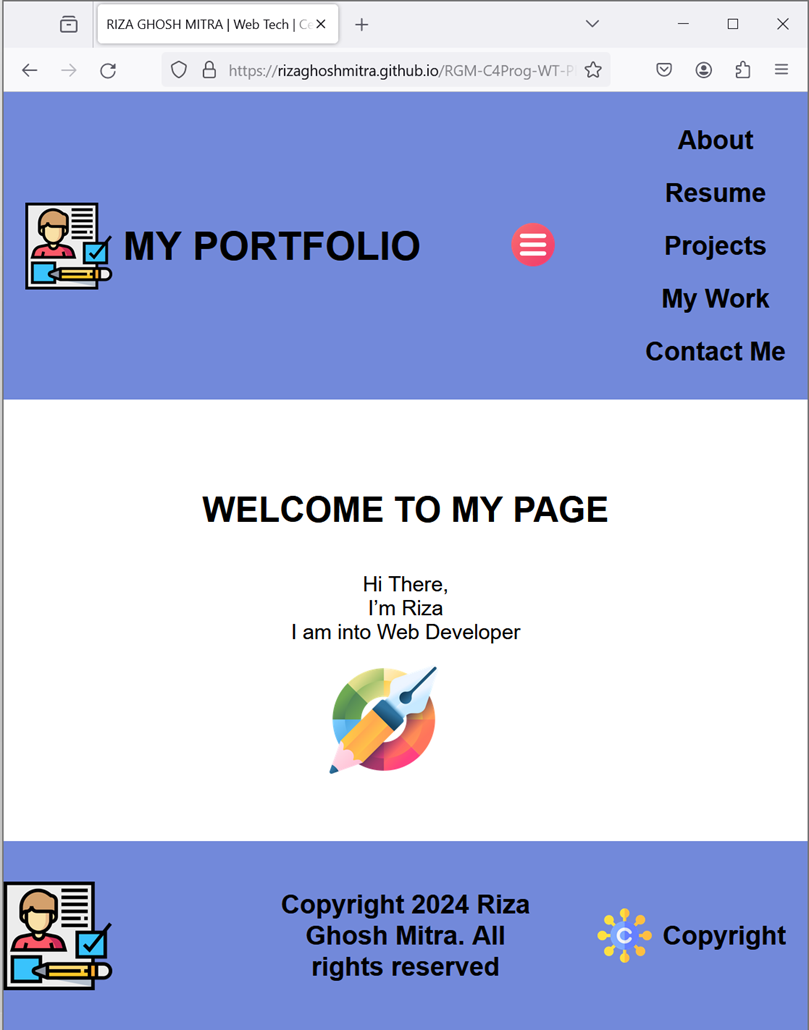 RIZA GHOSH MITRA | Web Tech | Ce
https://rizaghoshmitra.github.io/RGM-C4Prog-WT-P
MY PORTFOLIO
About
Resume
Projects
My Work
Contact Me
WELCOME TO MY PAGE
Hi There,
I’m Riza
I am into Web Developer
Copyright 2024 Riza
Ghosh Mitra. All
rights reserved
C
Copyright